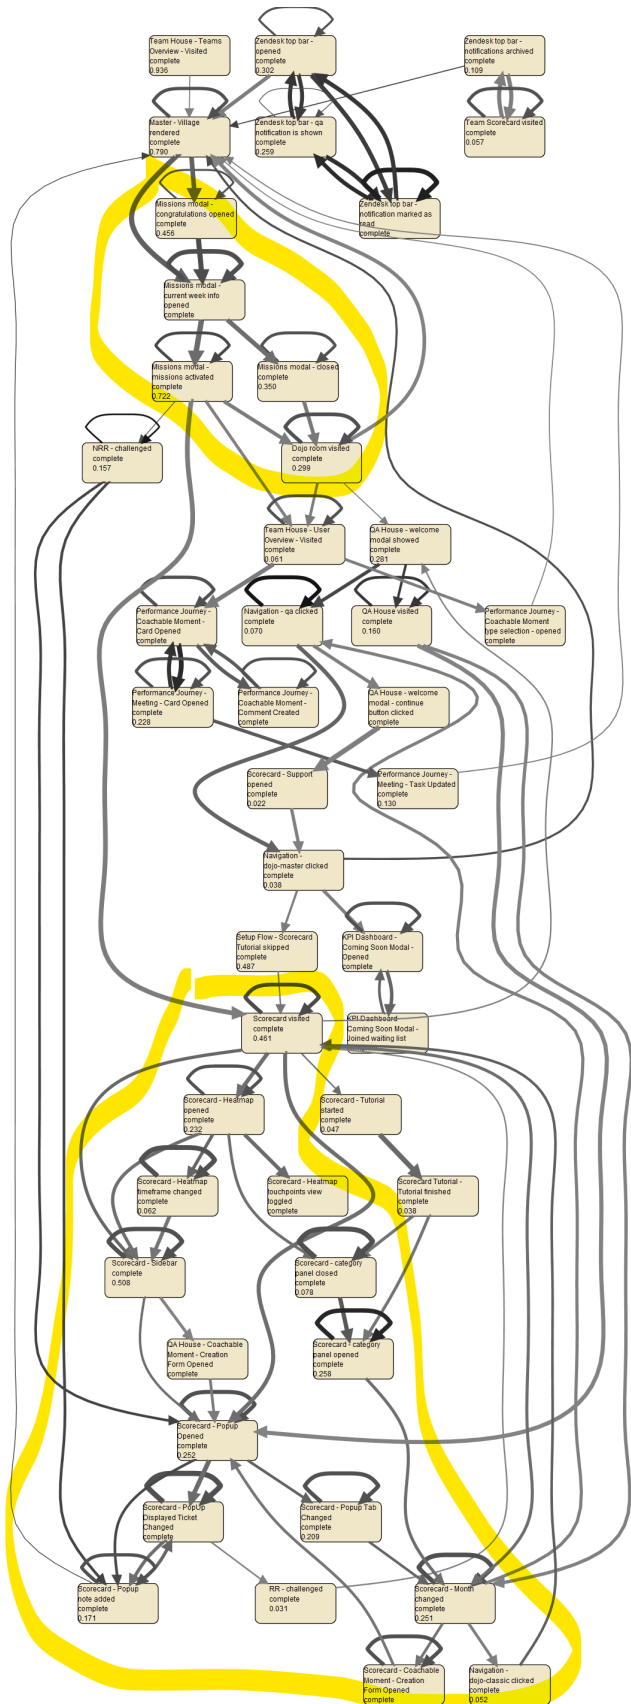 Team House - Teams
Overview - Visited
complete
0.936
Zendesk top bar -
opened
complete
0.302
Zendesk top bar -
notifications archived
complete
0.109
Master - Village
rendered
complete
0.790
Zendesk top bar - qa
notification is shown
complete
0.259
Team Scorecard visited
complete
0.057
Missions modal -
congratulations opened
complete
0.456
Zendesk top bar -
notification marked as
read
complete
Missions modal -
current week info
opened
complete
Missions modal -
missions activated
complete
0.722
Missions modal - closed
complete
0.350
NRR - challenged
complete
0.157
Dojo room visited
complete
0.299
Team House - User
Overview - Visited
complete
0.061
QA House - welcome
modal showed
complete
0.281
Performance Journey -
Coachable Moment -
Card Opened
complete
Navigation - qa clicked
complete
0.070
QA House visited
complete
0.160
Performance Journey -
Coachable Moment
type selection - opened
complete
Performance Journey -
Meeting - Card Opened
complete
0.228
Performance Journey -
Coachable Moment -
Comment Created
complete
QA House - welcome
modal - continue
button clicked
complete
Scorecard - Support
opened
complete
0.022
Performance Journey -
Meeting - Task Updated
complete
0.130
Navigation -
dojo-master clicked
complete
0.038
Setup Flow - Scorecard
Tutorial skipped
complete
0.487
KPI Dashboard -
Coming Soon Modal -
Opened
complete
Scorecard visited
complete
0.461
KPI Dashboard -
Coming Soon Modal -
Joined waiting list
Scorecard - Heatmap
opened
complete
0.232
Scorecard - Tutorial
started
complete
0.047
Scorecard - Heatmap
timeframe changed
complete
0.062
Scorecard - Heatmap
touchpoints view
toggled
complete
Scorecard Tutorial -
Tutorial finished
complete
0.038
Scorecard - Sidebar
complete
0.508
Scorecard - category
panel closed
complete
0.078
QA House - Coachable
Moment - Creation
Form Opened
complete
Scorecard - category
panel opened
complete
0.258
Scorecard - Popup
Opened
complete
0.252
Scorecard - PopUp
Displayed Ticket
Changed
complete
Scorecard - Popup Tab
Changed
complete
0.209
Scorecard - Popup
note added
complete
0.171
RR - challenged
complete
0.031
Scorecard - Month
changed
complete
0.251
Scorecard - Coachable
Moment - Creation
Form Opened
complete
Navigation -
dojo-classic clicked
complete
0.052